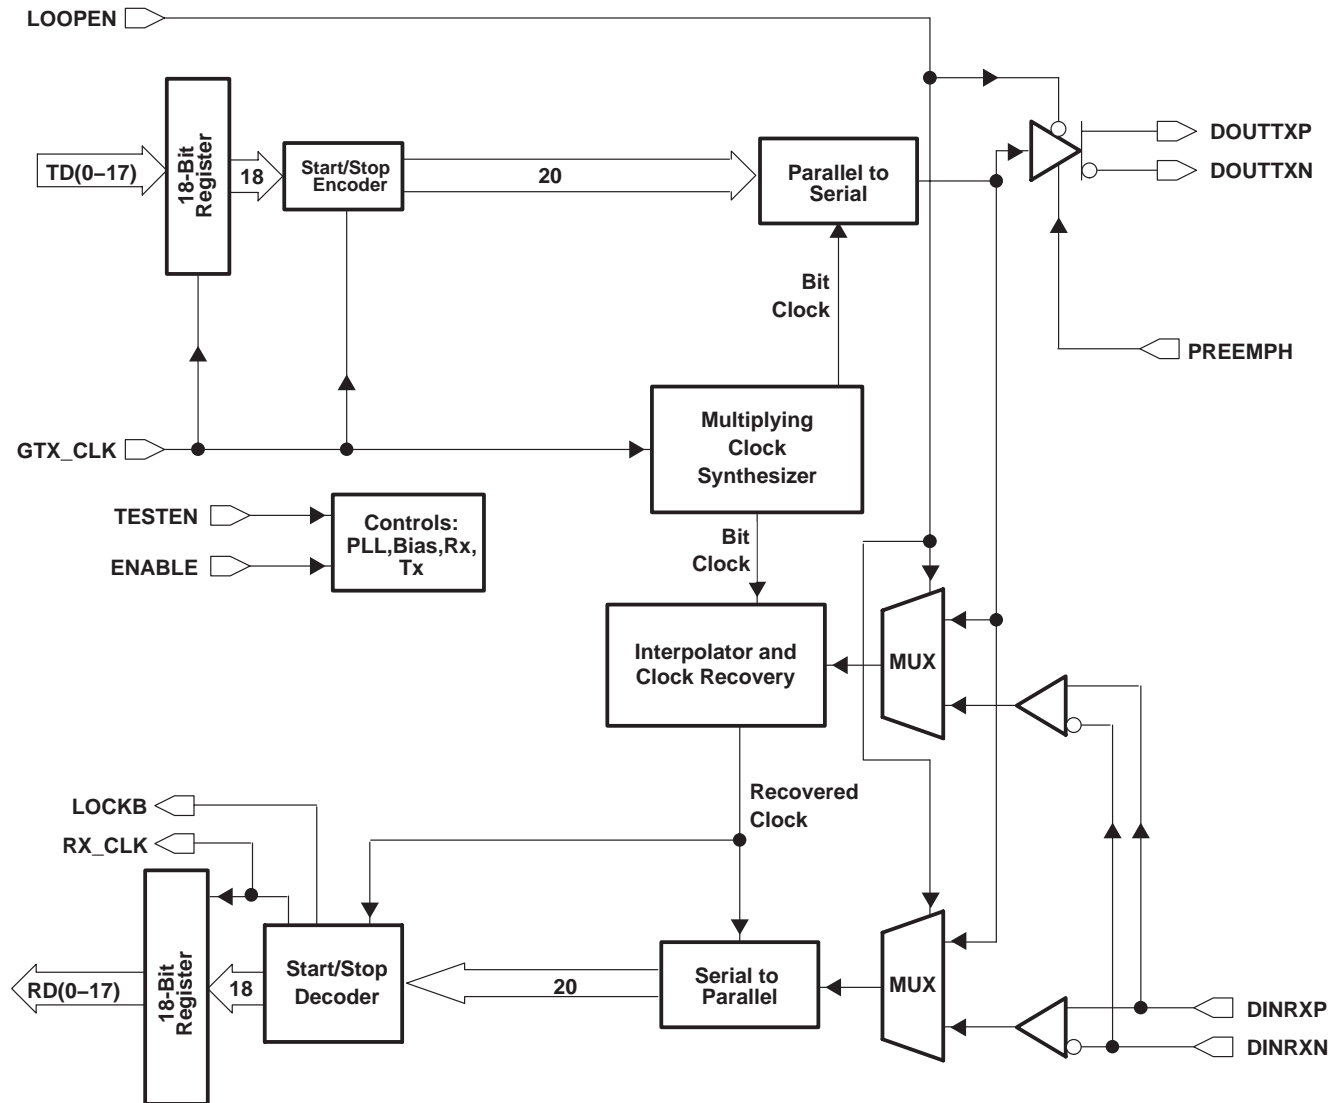 LOOPEN
18-Bit
Register
TD(0–17)
18
Start/Stop
Encoder
20
Parallel to
Serial
DOUTTXP
DOUTTXN
Bit
Clock
PREEMPH
GTX_CLK
Multiplying
Clock
Synthesizer
TESTEN
ENABLE
Controls:
PLL,Bias,Rx,
Tx
Bit
Clock
Interpolator and
Clock Recovery
MUX
LOCKB
RX_CLK
Recovered
Clock
RD(0–17)
18-Bit
Register
18
Start/Stop
Decoder
20
Serial to
Parallel
MUX
DINRXP
DINRXN